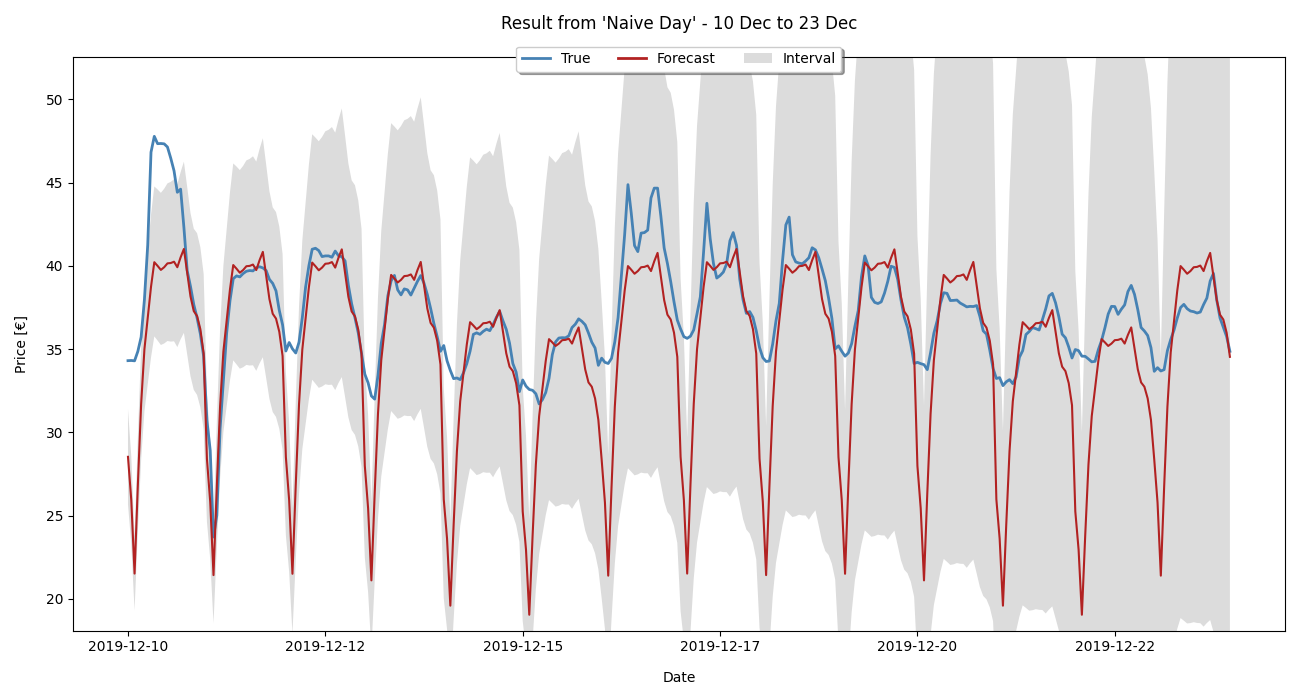 Result from 'Naive Day' - 10 Dec to 23 Dec
True Forecast Interval
50
45
40
35
30
25
20
Price [€]
2019-12-10 2019-12-12 2019-12-15 2019-12-17 2019-12-20 2019-12-22
Date